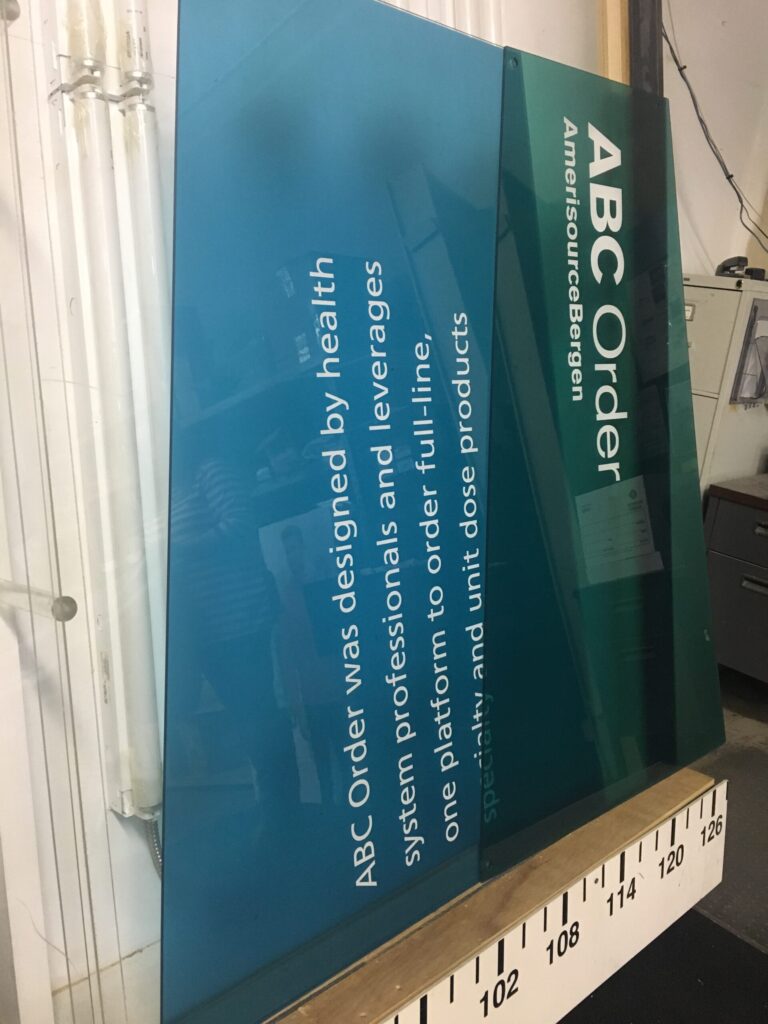 ABC Order
AmerisourceBergen
ABC Order was designed by health
system professionals and leverages
one platform to order full-line,
specialty and unit dose products
102
108
114
120
126